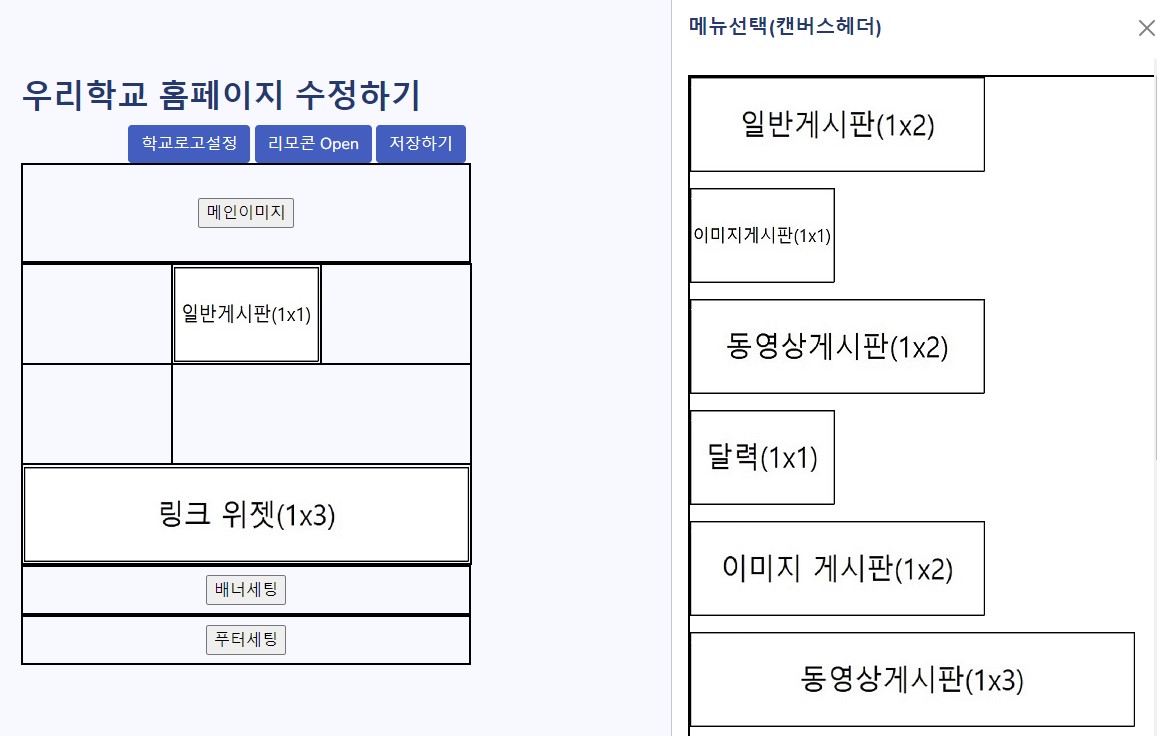 우리학교 홈페이지 수정하기
학교로고설정 리모콘 Open 저장하기
메인이미지
일반게시판(1x1)
링크 위젯(1x3)
배너세팅
푸터세팅
메뉴선택(캔버스헤더)
일반게시판(1x2)
이미지게시판(1x1)
동영상게시판(1x2)
달력(1x1)
이미지 게시판(1x2)
동영상게시판(1x3)